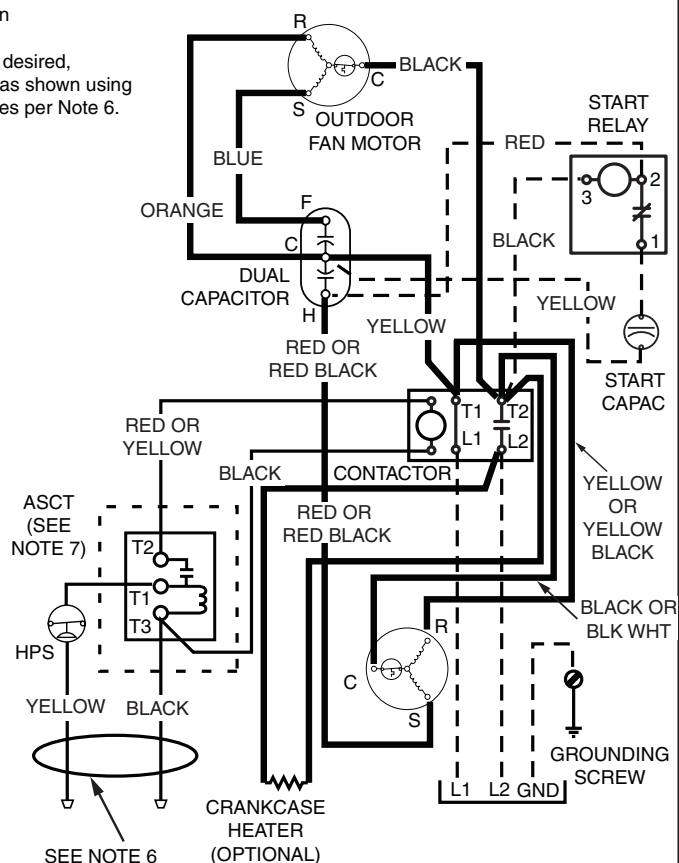 n
desired,
as shown using
es per Note 6.
R
C
S
BLACK
OUTDOOR
FAN MOTOR
START
RELAY
RED
BLUE
3
2
1
ORANGE
F
C
H
BLACK
DUAL
CAPACITOR
YELLOW
YELLOW
RED OR
RED BLACK
START
CAPAC
RED OR
YELLOW
T1
T2
L1
L2
BLACK
CONTACTOR
YELLOW
OR
YELLOW
BLACK
ASCT
(SEE
NOTE 7)
RED OR
RED BLACK
T2
T1
T3
BLACK OR
BLK WHT
HPS
R
C
S
YELLOW
BLACK
GROUNDING
SCREW
L1
L2
GND
CRANKCASE
HEATER
(OPTIONAL)
SEE NOTE 6